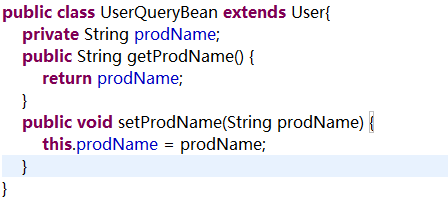 public class UserQueryBean extends User{
private String prodName;
public String getProdName() {
return prodName;
}
public void setProdName(String prodName) {
this.prodName = prodName;
}
}